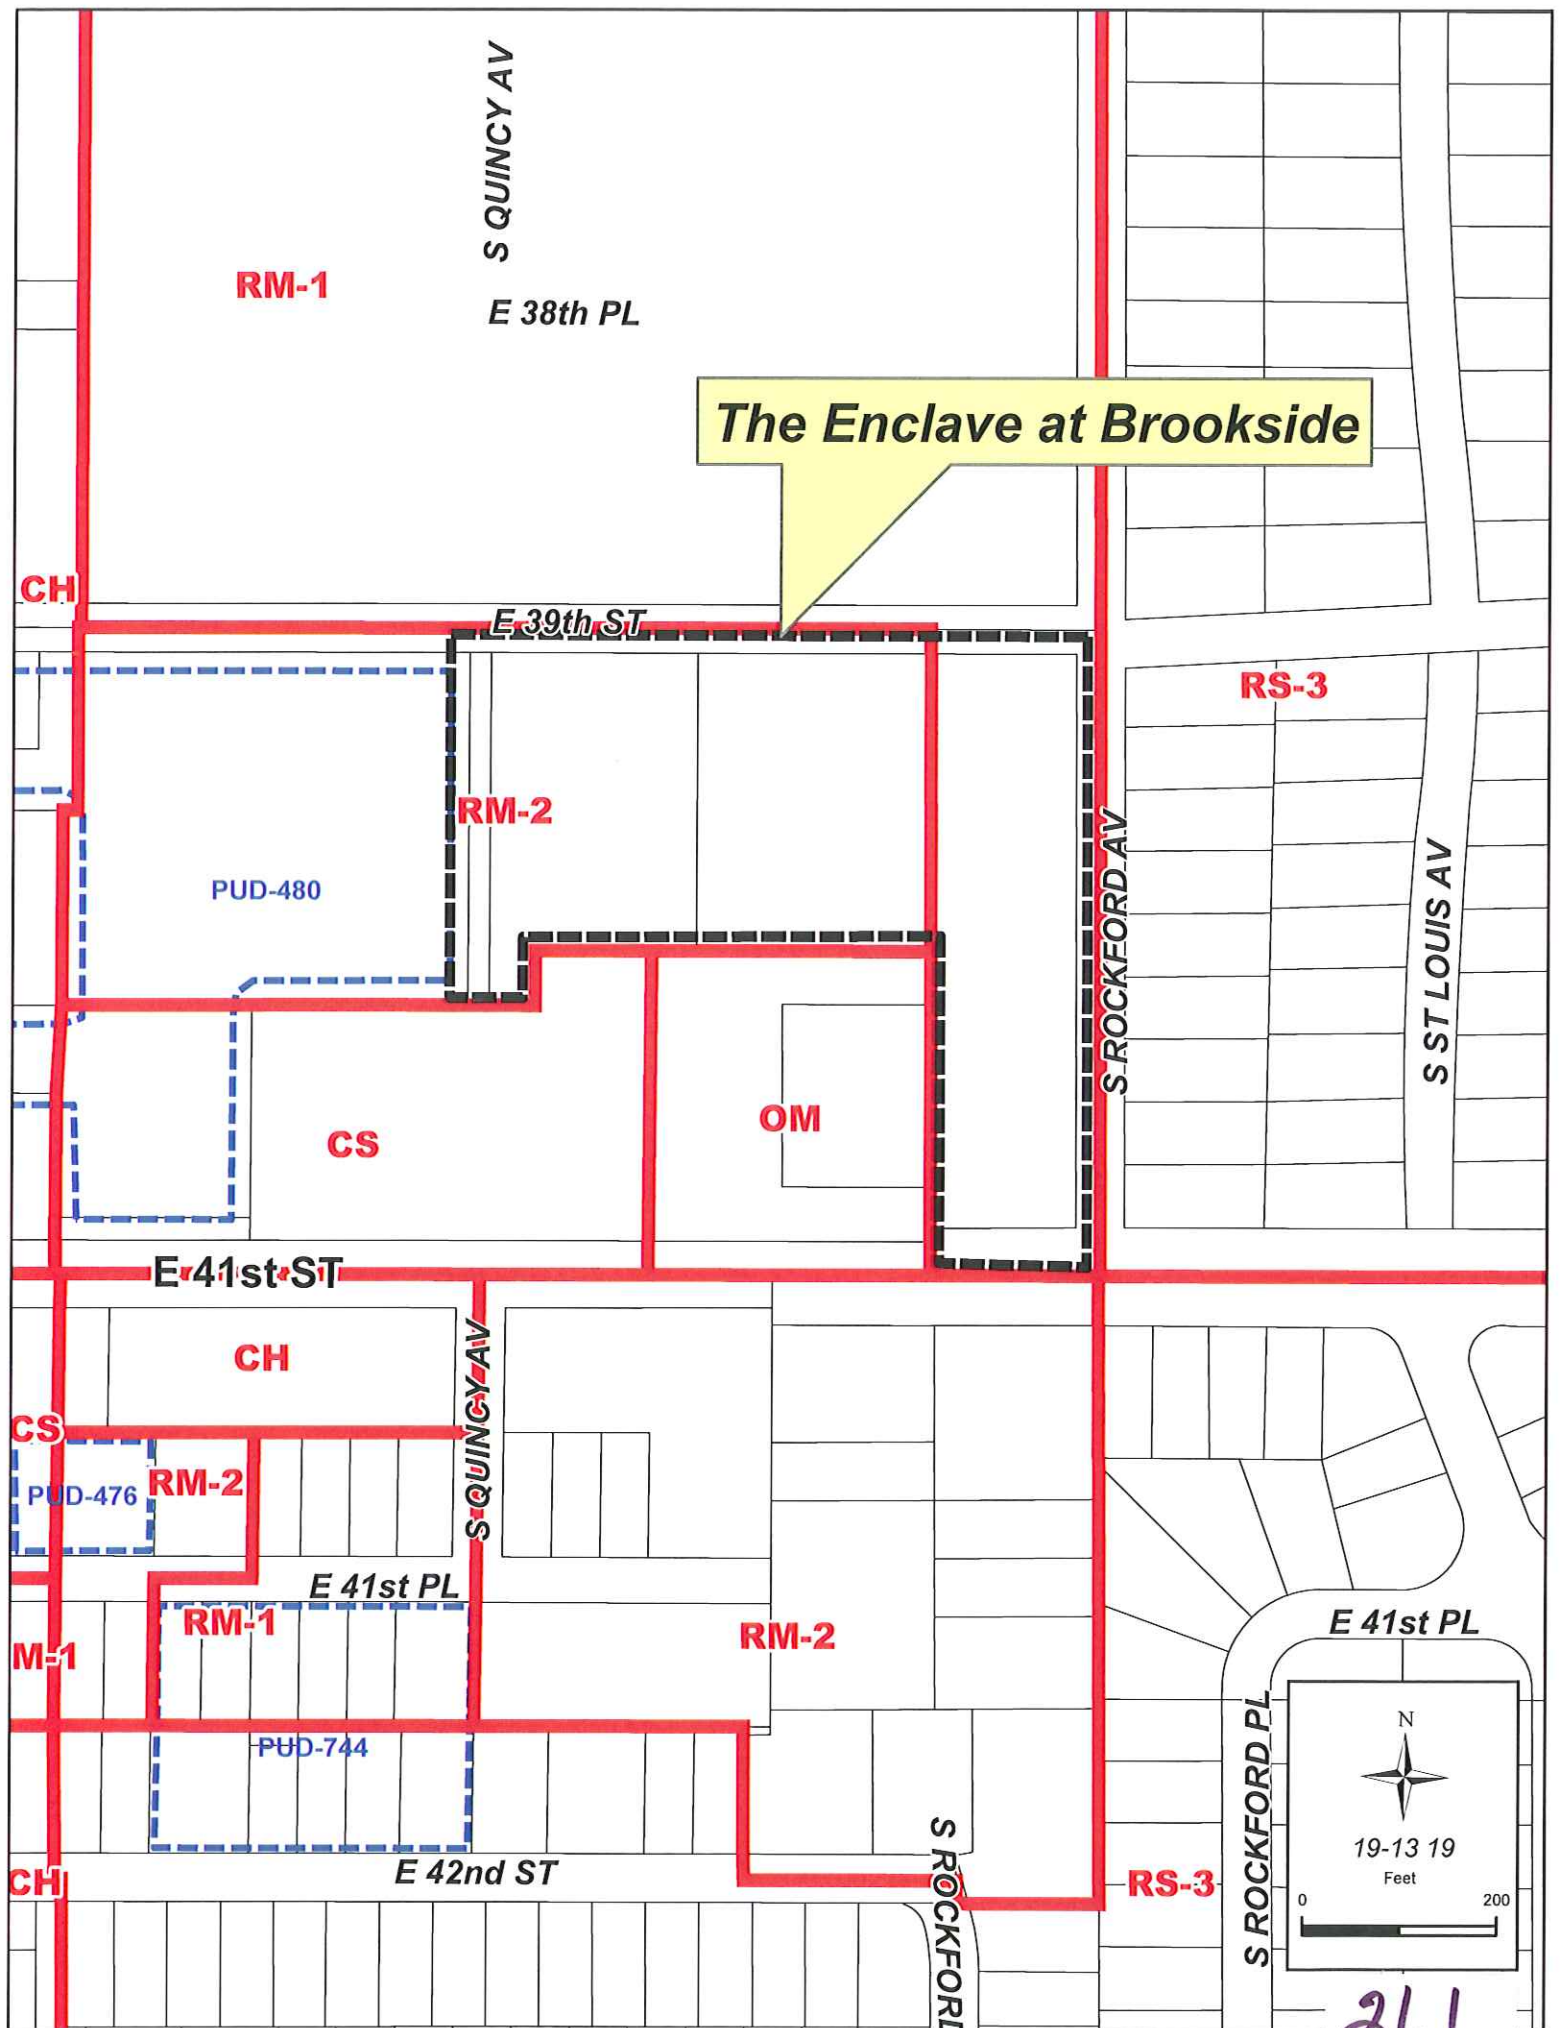 S QUINCY AV
RM-1
E 38th PL
The Enclave at Brookside
CH
E 39th ST
RS-3
RM-2
PUD-480
S ROCKFORD AV
S ST LOUIS AV
CS
OM
E 41st ST
CH
S QUINCY AV
CS
RM-2
PUD-476
E 41st PL
RM-1
RM-2
E 41st PL
M-1
S ROCKFORD PL
PUD-744
N
19-13 19
Feet
0 200
E 42nd ST
CH
RS-3
S ROCKFORD